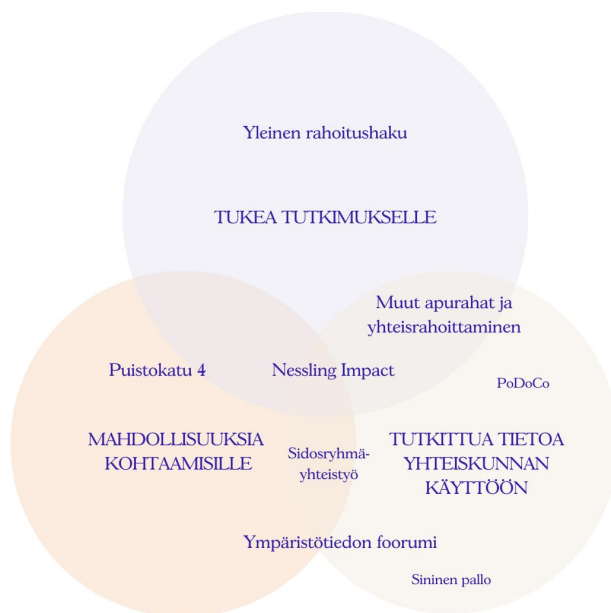 Yleinen rahoitushaku
TUKEA TUTKIMUKSELLE
Muut apurahat ja
yhteisrahoittaminen
Puistokatu 4
Nessling Impact
PoDoCo
MAHDOLLISUUKSIA
KOHTAAMISILLE
Sidosryhmä-
yhteistyö
TUTKITTUA TIETOA
YHTEISKUNNAN
KÄYTTÖÖN
Ympäristötiedon foorumi
Sininen pallo